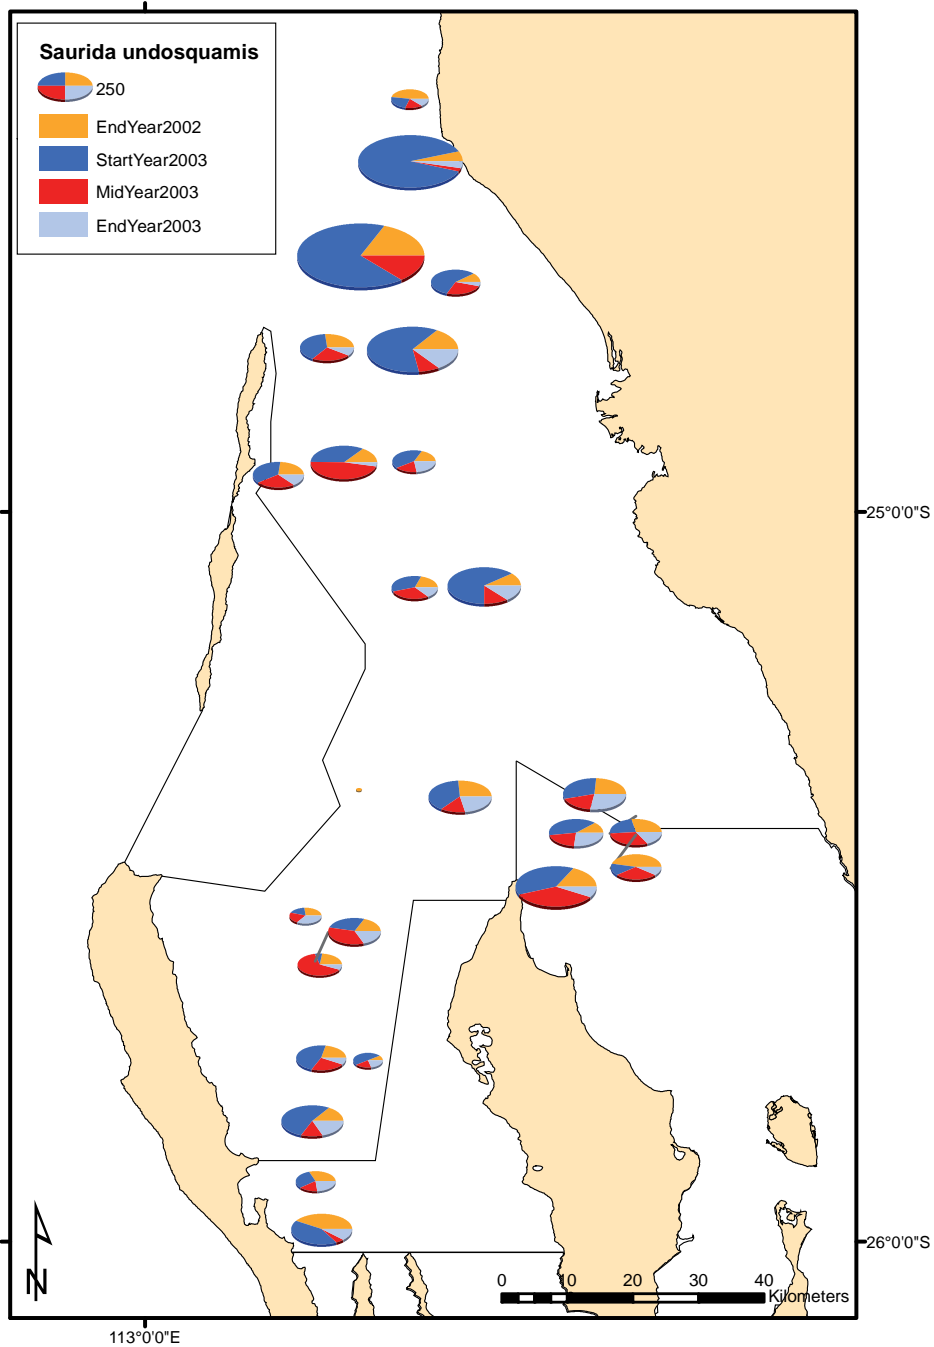 Saurida undosquamis
250
EndYear2002
StartYear2003
MidYear2003
EndYear2003
25°0'0"S
26°0'0"S
N
0 10 20 30 40
Kilometers
113°0'0"E